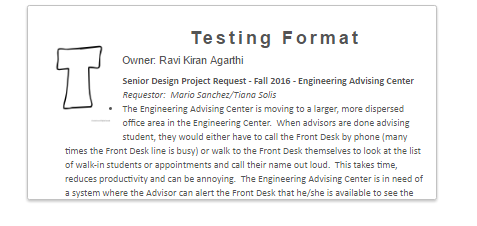 Testing Format
T
Owner: Ravi Kiran Agarthi
Senior Design Project Request - Fall 2016 - Engineering Advising Center
Requestor: Mario Sanchez/Tiana Solis
• The Engineering Advising Center is moving to a larger, more dispersed
office area in the Engineering Center. When advisors are done advising
student, they would either have to call the Front Desk by phone (many
times the Front Desk line is busy) or walk to the Front Desk themselves to look at the list
of walk-in students or appointments and call their name out loud. This takes time,
reduces productivity and can be annoying. The Engineering Advising Center is in need of
a system where the Advisor can alert the Front Desk that he/she is available to see the